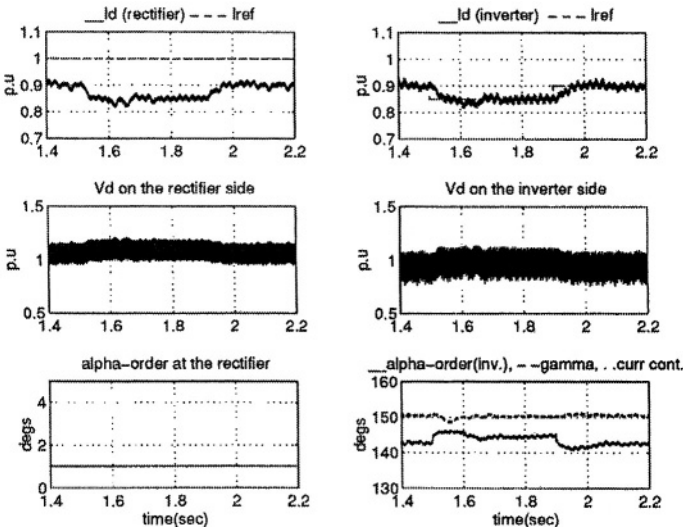 __Id (rectifier) −−− Iref
1.1
1
0.9
0.8
0.7
p.u
1.4 1.6 1.8 2 2.2
__Id (inverter) −−− Iref
1.1
1
0.9
0.8
0.7
p.u
1.4 1.6 1.8 2 2.2
Vd on the rectifier side
1.5
1
0.5
p.u
1.4 1.6 1.8 2 2.2
Vd on the inverter side
1.5
1
0.5
p.u
1.4 1.6 1.8 2 2.2
alpha−order at the rectifier
4
2
0
degs
1.4 1.6 1.8 2 2.2
time(sec)
__alpha−order(inv.), −−gamma, ..curr cont.
160
150
140
130
degs
1.4 1.6 1.8 2 2.2
time(sec)